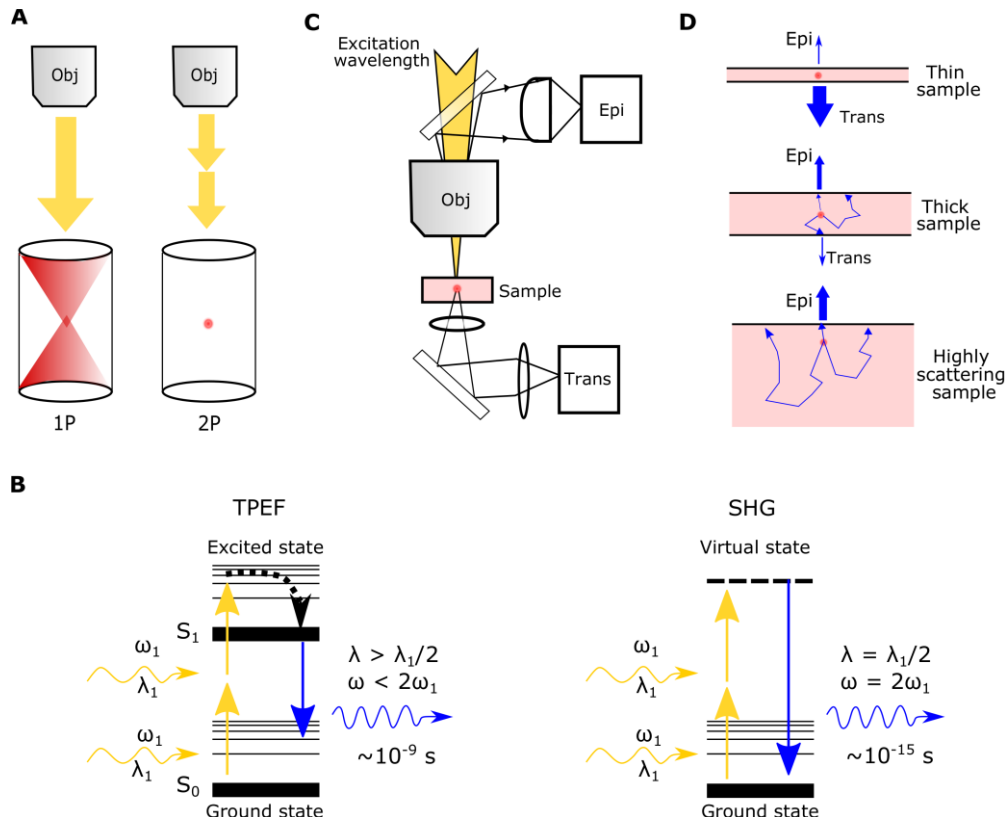 A
Obj
Obj
1P
2P
C
Excitation
wavelength
Epi
Obj
Sample
Trans
D
Epi
Thin
sample
Trans
Epi
Thick
sample
Trans
Epi
Highly
scattering
sample
B
TPEF
Excited state
S₁
ω₁
λ₁
ω₁
λ₁
S₀
Ground state
λ > λ₁/2
ω < 2ω₁
~10⁻⁹ s
SHG
Virtual state
ω₁
λ₁
ω₁
λ₁
Ground state
λ = λ₁/2
ω = 2ω₁
~10⁻¹⁵ s